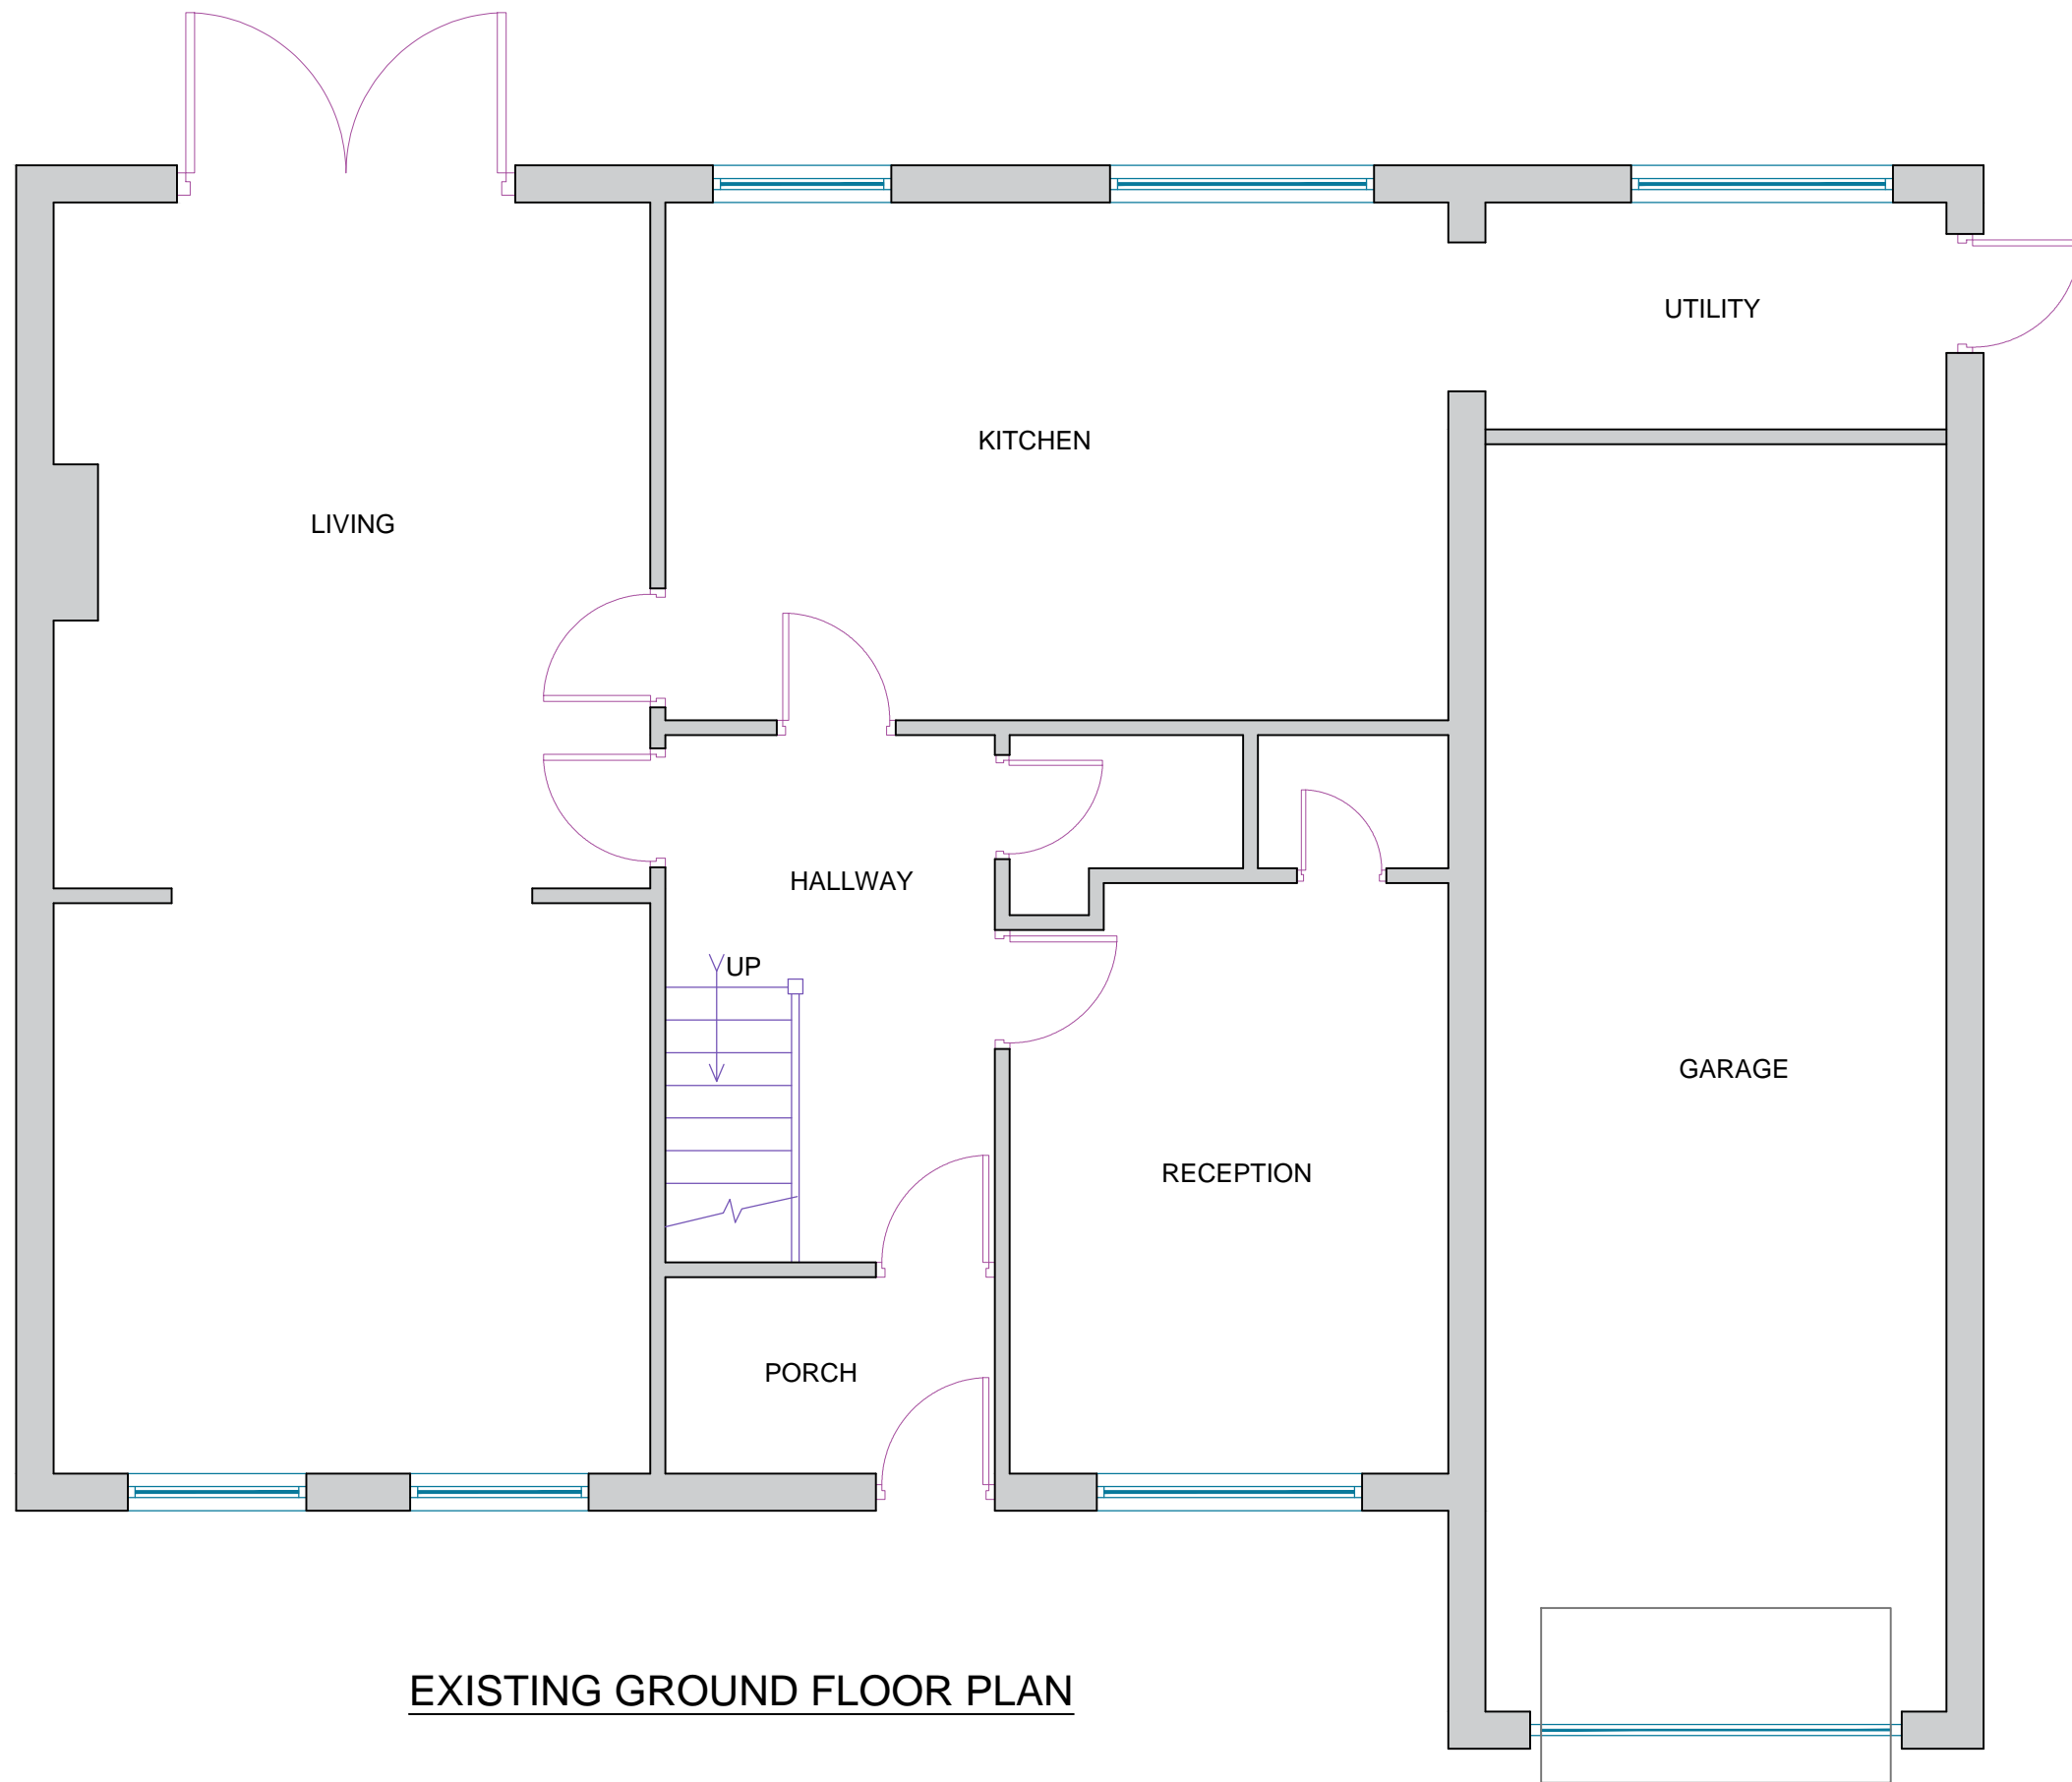 UTILITY
KITCHEN
LIVING
HALLWAY
UP
GARAGE
RECEPTION
PORCH
EXISTING GROUND FLOOR PLAN